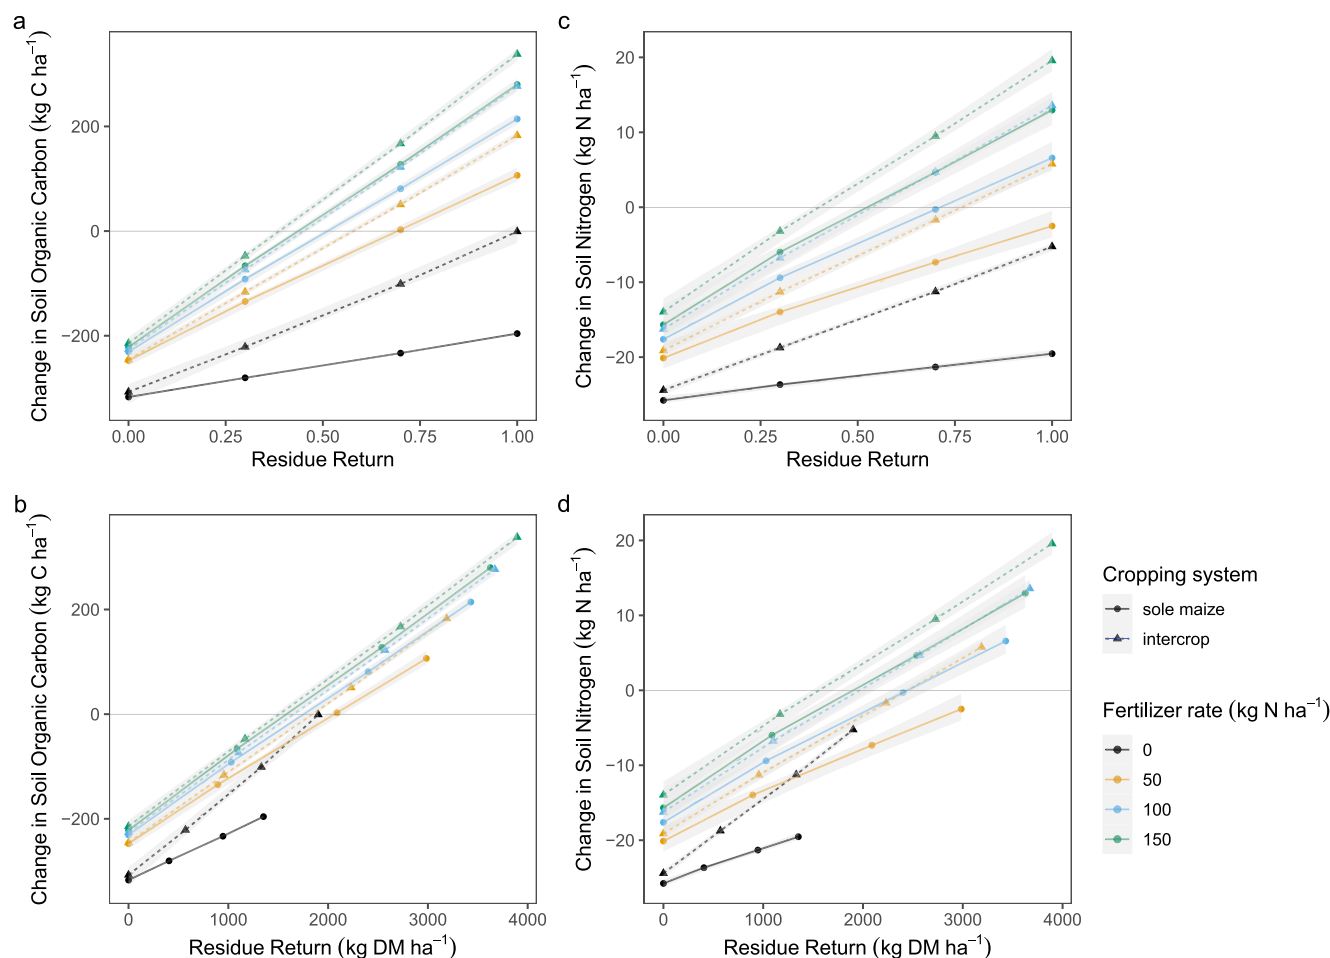 a
Change in Soil Organic Carbon (kg C ha⁻¹)
200
0
−200
0.00 0.25 0.50 0.75 1.00
Residue Return
c
Change in Soil Nitrogen (kg N ha⁻¹)
20
10
0
−10
−20
0.00 0.25 0.50 0.75 1.00
Residue Return
b
Change in Soil Organic Carbon (kg C ha⁻¹)
200
0
−200
0 1000 2000 3000 4000
Residue Return (kg DM ha⁻¹)
d
Change in Soil Nitrogen (kg N ha⁻¹)
20
10
0
−10
−20
0 1000 2000 3000 4000
Residue Return (kg DM ha⁻¹)
Cropping system
sole maize
intercrop
Fertilizer rate (kg N ha⁻¹)
0
50
100
150